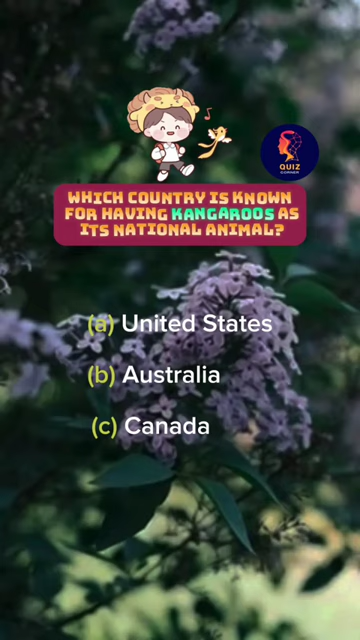 QUIZ
CORNER
WHICH COUNTRY IS KNOWN
FOR HAVING KANGAROOS AS
ITS NATIONAL ANIMAL?
(a) United States
(b) Australia
(c) Canada